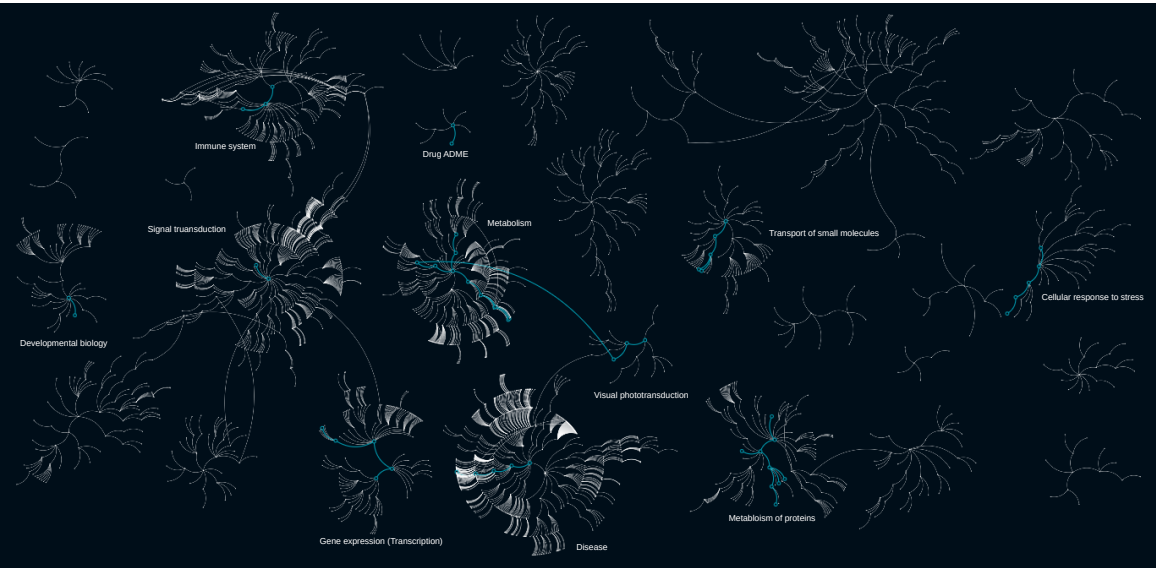 Immune system
Drug ADME
Signal truansduction
Metabolism
Transport of small molecules
Cellular response to stress
Developmental biology
Visual phototransduction
Metabloism of proteins
Gene expression (Transcription)
Disease